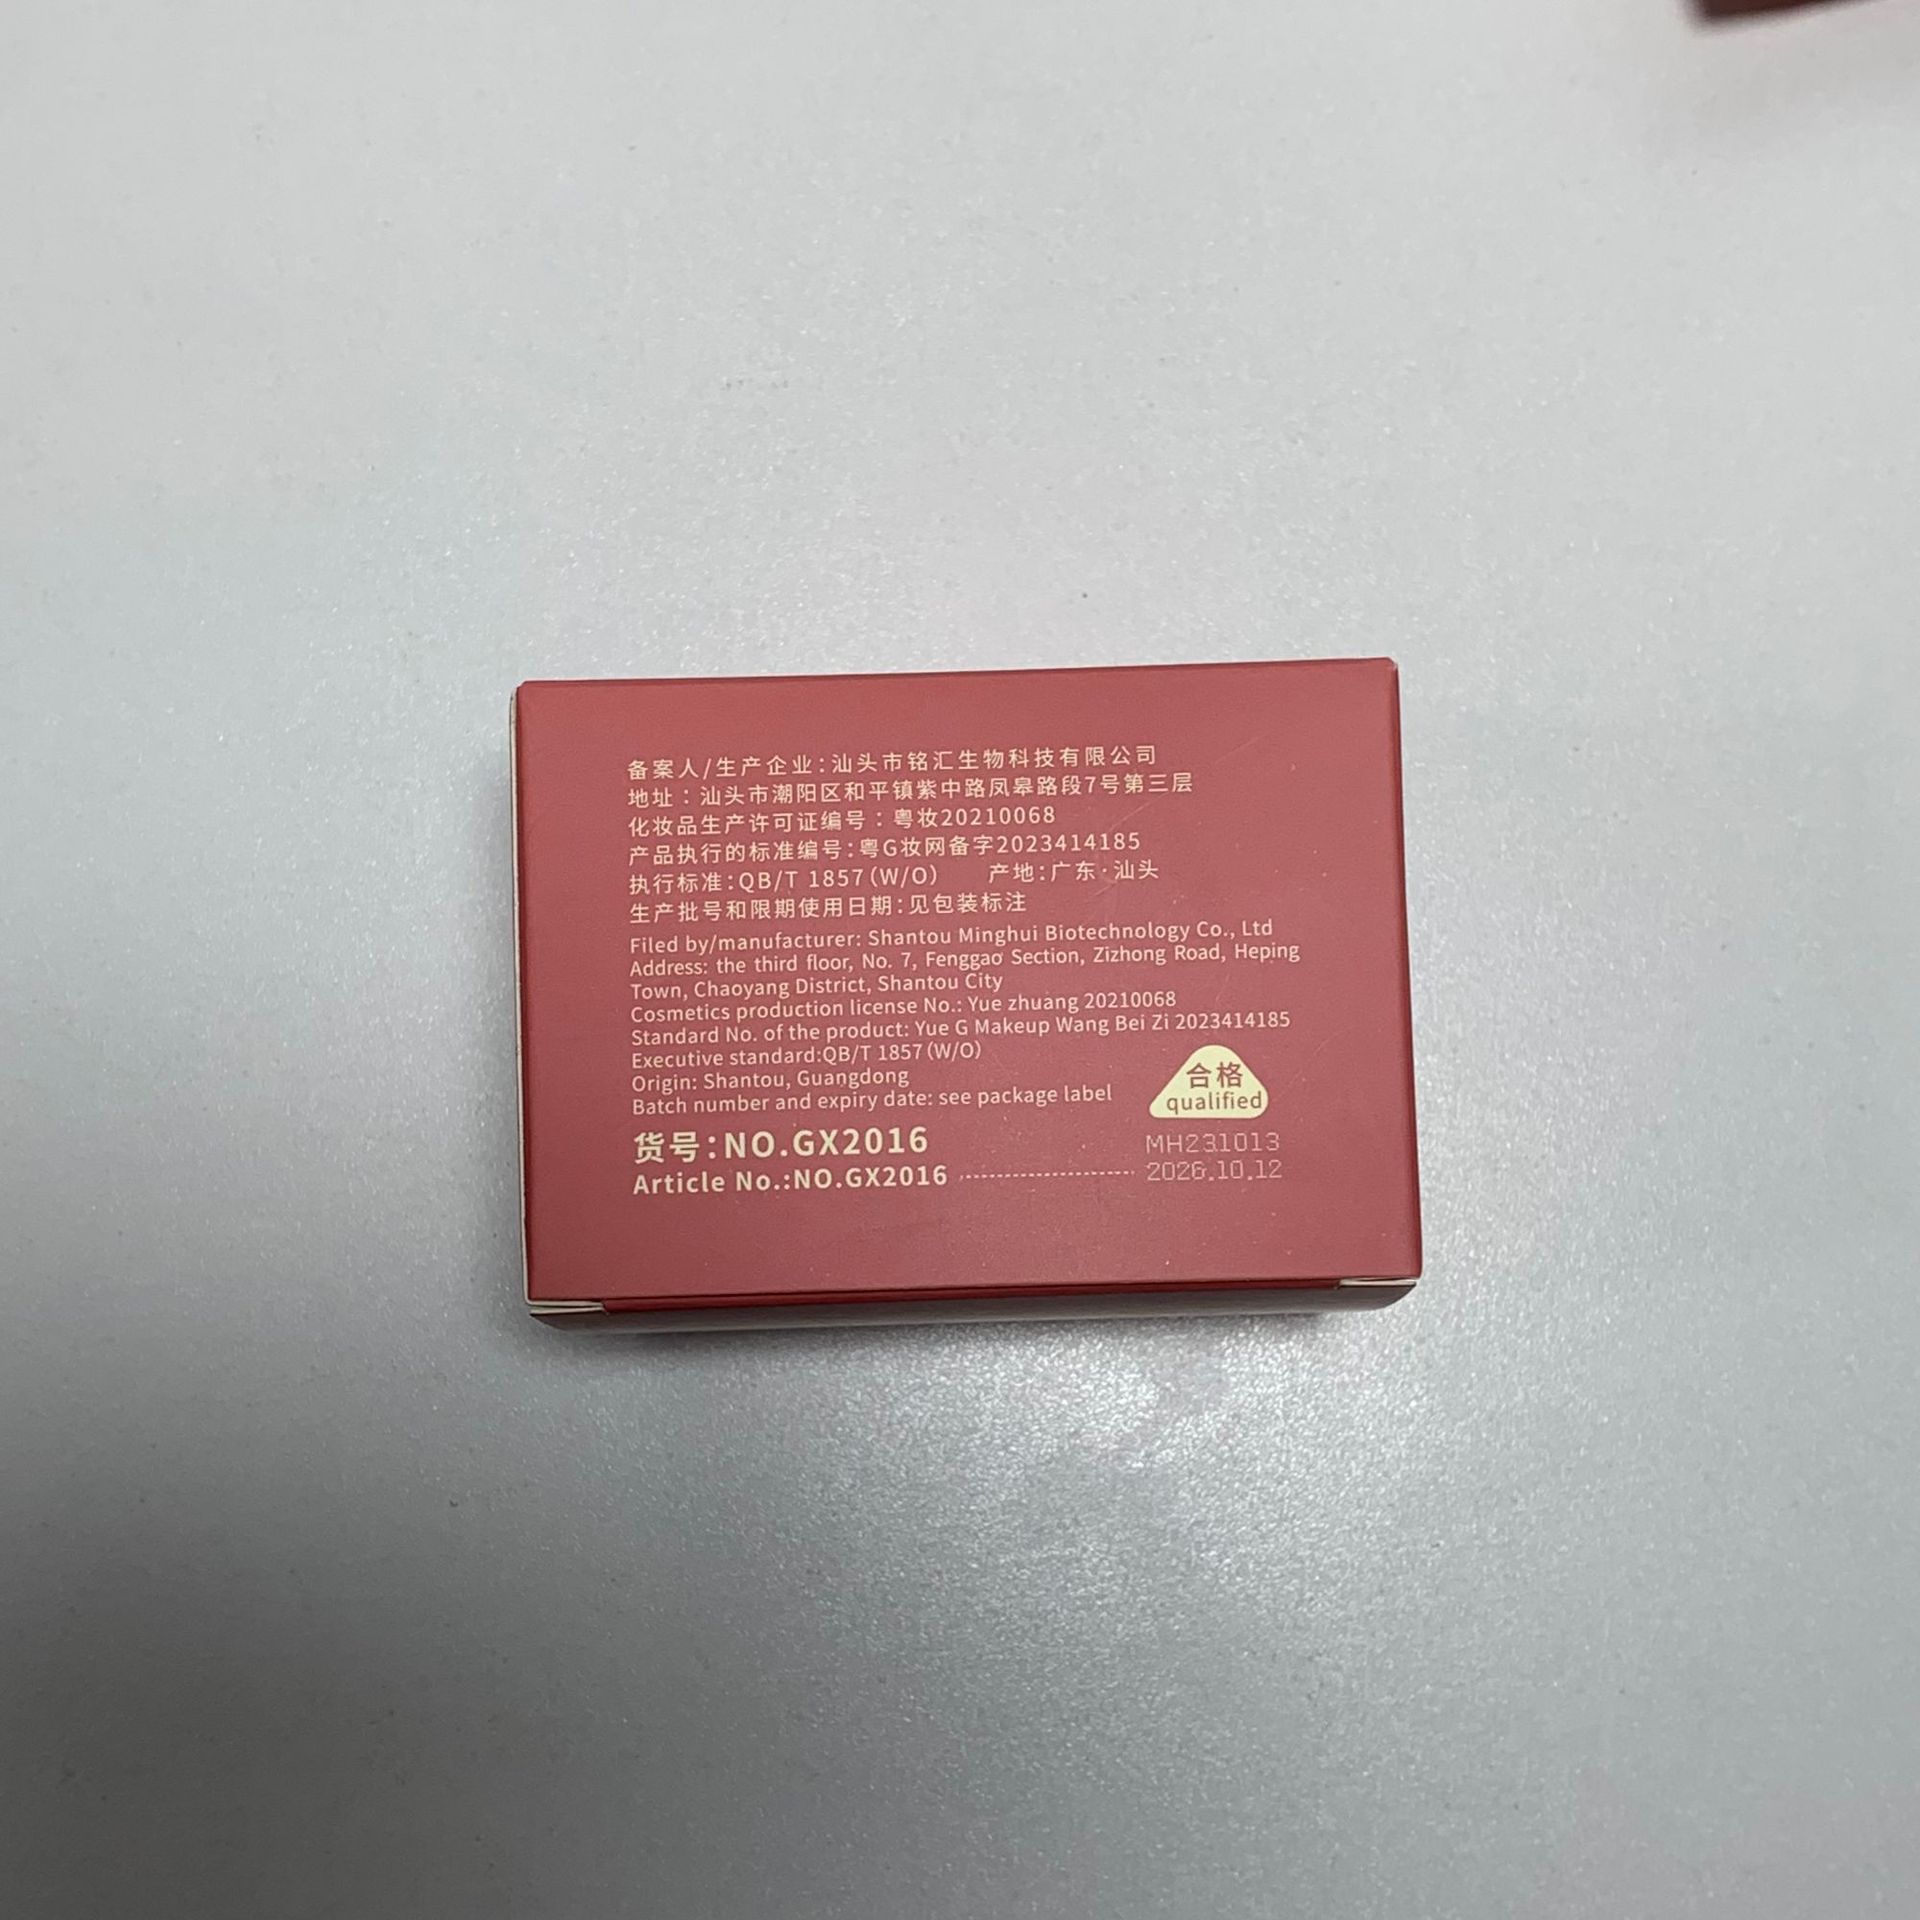 备案人/生产企业:汕头市铭汇生物科技有限公司
地址：汕头市潮阳区和平镇紫中路凤皋路段7号第三层
化妆品生产许可证编号：粤妆20210068
产品执行的标准编号:粤G妆网备字2023414185
执行标准:QB/T 1857(W/O) 产地:广东·汕头
生产批号和限期使用日期:见包装标注
Filed by/manufacturer: Shantou Minghui Biotechnology Co., Ltd
Address: the third floor, No. 7, Fenggao Section, Zizhong Road, Heping
Town, Chaoyang District, Shantou City
Cosmetics production license No.: Yue zhuang 20210068
Standard No. of the product: Yue G Makeup Wang Bei Zi 2023414185
Executive standard:QB/T 1857(W/O)
Origin: Shantou, Guangdong
Batch number and expiry date: see package label
合格
qualified
货号:NO.GX2016
Article No.:NO.GX2016
MH231013
2026.10.12